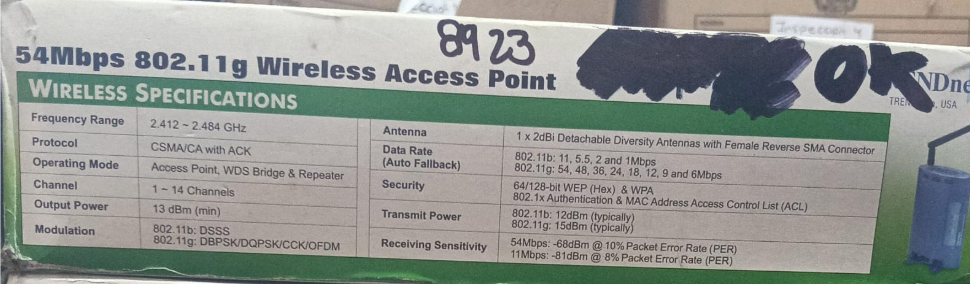 8923
54Mbps 802.11g Wireless Access Point
OK
NDne
USA
WIRELESS SPECIFICATIONS
Frequency Range 2.412 ~ 2.484 GHz
Protocol CSMA/CA with ACK
Operating Mode Access Point, WDS Bridge & Repeater
Channel 1 ~ 14 Channels
Output Power 13 dBm (min)
Modulation 802.11b: DSSS
802.11g: DBPSK/DQPSK/CCK/OFDM
Antenna 1 x 2dBi Detachable Diversity Antennas with Female Reverse SMA Connector
Data Rate 802.11b: 11, 5.5, 2 and 1Mbps
(Auto Fallback) 802.11g: 54, 48, 36, 24, 18, 12, 9 and 6Mbps
Security 64/128-bit WEP (Hex) & WPA
802.1x Authentication & MAC Address Access Control List (ACL)
Transmit Power 802.11b: 12dBm (typically)
802.11g: 15dBm (typically)
Receiving Sensitivity 54Mbps: -68dBm @ 10% Packet Error Rate (PER)
11Mbps: -81dBm @ 8% Packet Error Rate (PER)